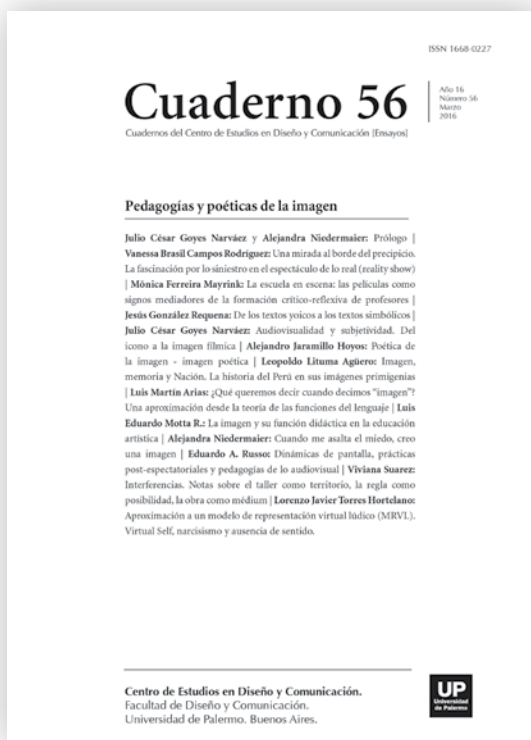 ISSN 1668-0227
Cuaderno 56
Cuadernos del Centro de Estudios en Diseño y Comunicación [Ensayos]
Año 16
Número 56
Marzo
2016
Pedagogías y poéticas de la imagen
Julio César Goyes Narváez y Alejandra Niedermaier: Prólogo |
Vanessa Brasil Campos Rodríguez: Una mirada al borde del precipicio.
La fascinación por lo siniestro en el espectáculo de lo real (reality show)
| Mônica Ferreira Mayrink: La escuela en escena: las películas como
signos mediadores de la formación crítico-reflexiva de profesores |
Jesús González Requena: De los textos yoicos a los textos simbólicos |
Julio César Goyes Narváez: Audiovisualidad y subjetividad. Del
ícono a la imagen fílmica | Alejandro Jaramillo Hoyos: Poética de
la imagen - imagen poética | Leopoldo Lituma Agüero: Imagen,
memoria y Nación. La historia del Perú en sus imágenes primigenias
| Luis Martín Arias: ¿Qué queremos decir cuando decimos “imagen”?
Una aproximación desde la teoría de las funciones del lenguaje | Luis
Eduardo Motta R.: La imagen y su función didáctica en la educación
artística | Alejandra Niedermaier: Cuando me asalta el miedo, creo
una imagen | Eduardo A. Russo: Dinámicas de pantalla, prácticas
post-espectatoriales y pedagogías de lo audiovisual | Viviana Suarez:
Interferencias. Notas sobre el taller como territorio, la regla como
posibilidad, la obra como médium | Lorenzo Javier Torres Hortelano:
Aproximación a un modelo de representación virtual lúdico (MRVL).
Virtual Self, narcisismo y ausencia de sentido.
Centro de Estudios en Diseño y Comunicación.
Facultad de Diseño y Comunicación.
Universidad de Palermo. Buenos Aires.
UP
Universidad
de Palermo